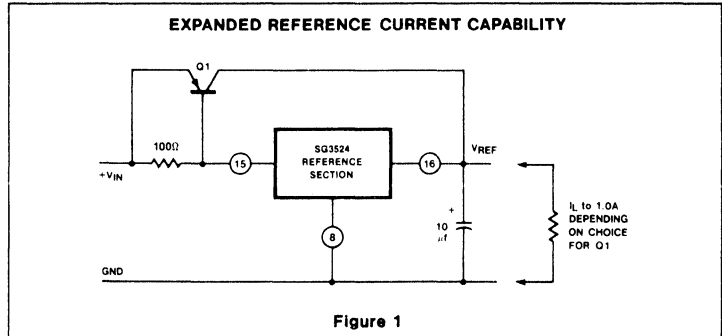 EXPANDED REFERENCE CURRENT CAPABILITY
Q1
100Ω
+VIN
15
SG3524
REFERENCE
SECTION
16
VREF
8
+
10
µf
IL to 1.0A
DEPENDING
ON CHOICE
FOR Q1
GND
Figure 1